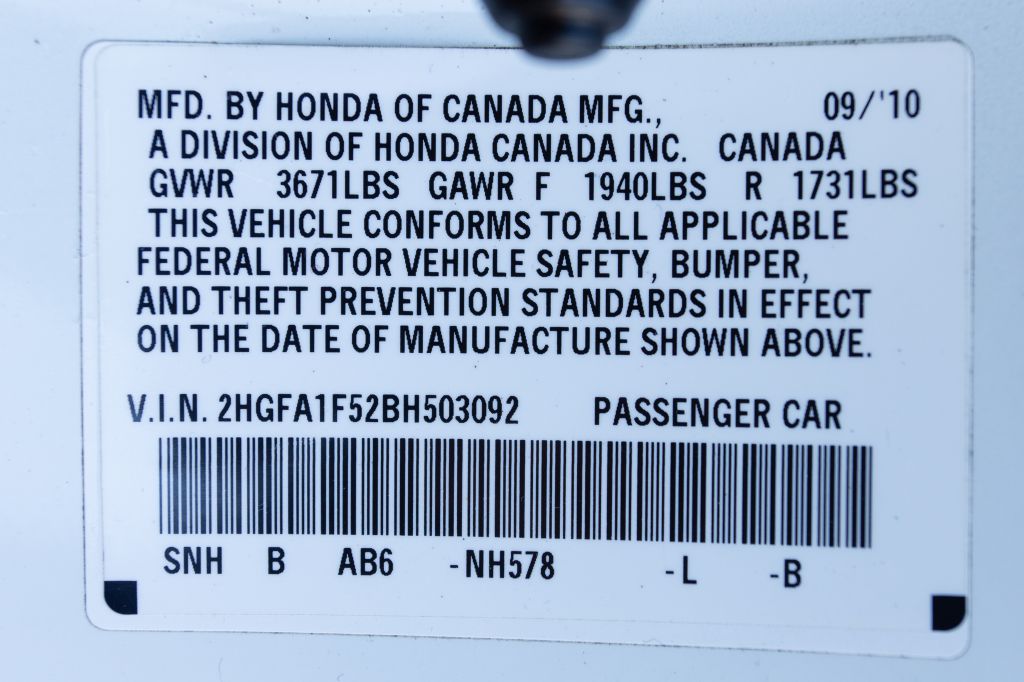 MFD. BY HONDA OF CANADA MFG., 09/'10
A DIVISION OF HONDA CANADA INC. CANADA
GVWR 3671LBS GAWR F 1940LBS R 1731LBS
THIS VEHICLE CONFORMS TO ALL APPLICABLE
FEDERAL MOTOR VEHICLE SAFETY, BUMPER,
AND THEFT PREVENTION STANDARDS IN EFFECT
ON THE DATE OF MANUFACTURE SHOWN ABOVE.
V.I.N. 2HGFA1F52BH503092 PASSENGER CAR
SNH B AB6 -NH578 -L -B